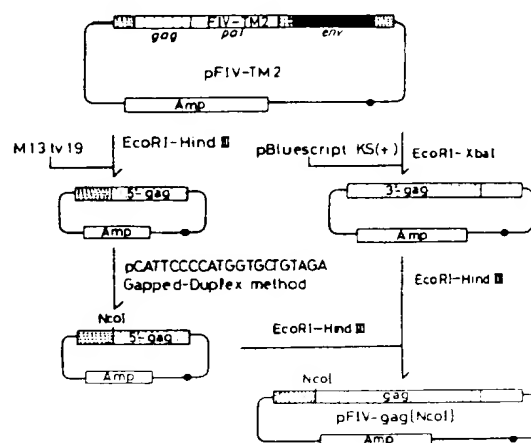 FIV-TM2
gag pol env
pFIV-TM2
Amp
M13tv19
EcoRI-Hind III
pBluescript KS(+)
EcoRI-XbaI
5'-gag
Amp
3'-gag
Amp
pCATTCCCCATGGTGCTGTAGA
Gapped-Duplex method
EcoRI-Hind III
NcoI
5'-gag
Amp
EcoRI-Hind III
NcoI
gag
pFIV-gag(NcoI)
Amp